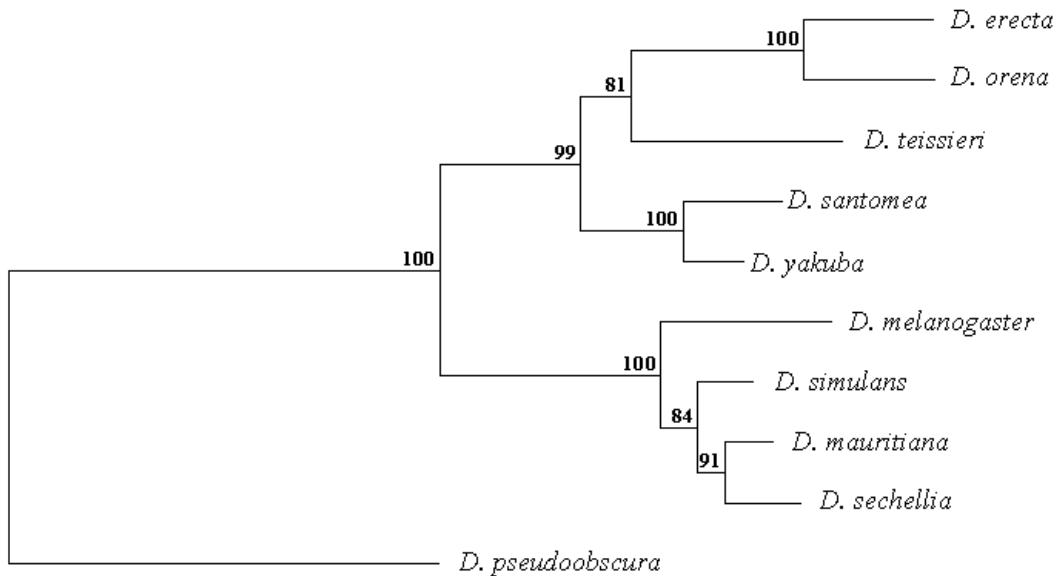 D. erecta
100
D. orena
81
D. teissieri
99
D. santomea
100
D. yakuba
100
D. melanogaster
100
D. simulans
84
D. mauritiana
91
D. sechellia
D. pseudoobscura